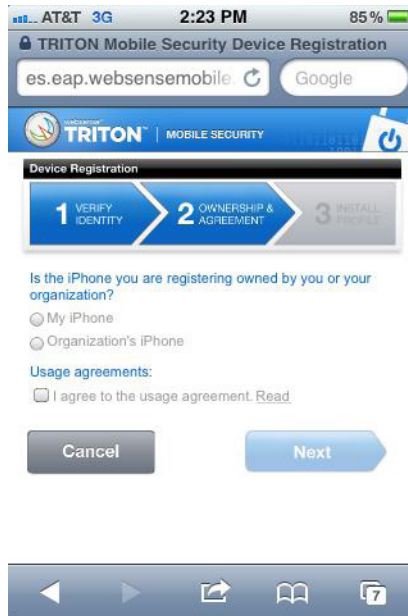 AT&T 3G 2:23 PM 85%
TRITON Mobile Security Device Registration
es.eap.websensemobile. Google
websense
TRITON™ | MOBILE SECURITY
Device Registration
1 VERIFY IDENTITY 2 OWNERSHIP & AGREEMENT 3 INSTALL PROFILE
Is the iPhone you are registering owned by you or your
organization?
My iPhone
Organization's iPhone
Usage agreements:
I agree to the usage agreement. Read
Cancel Next
7